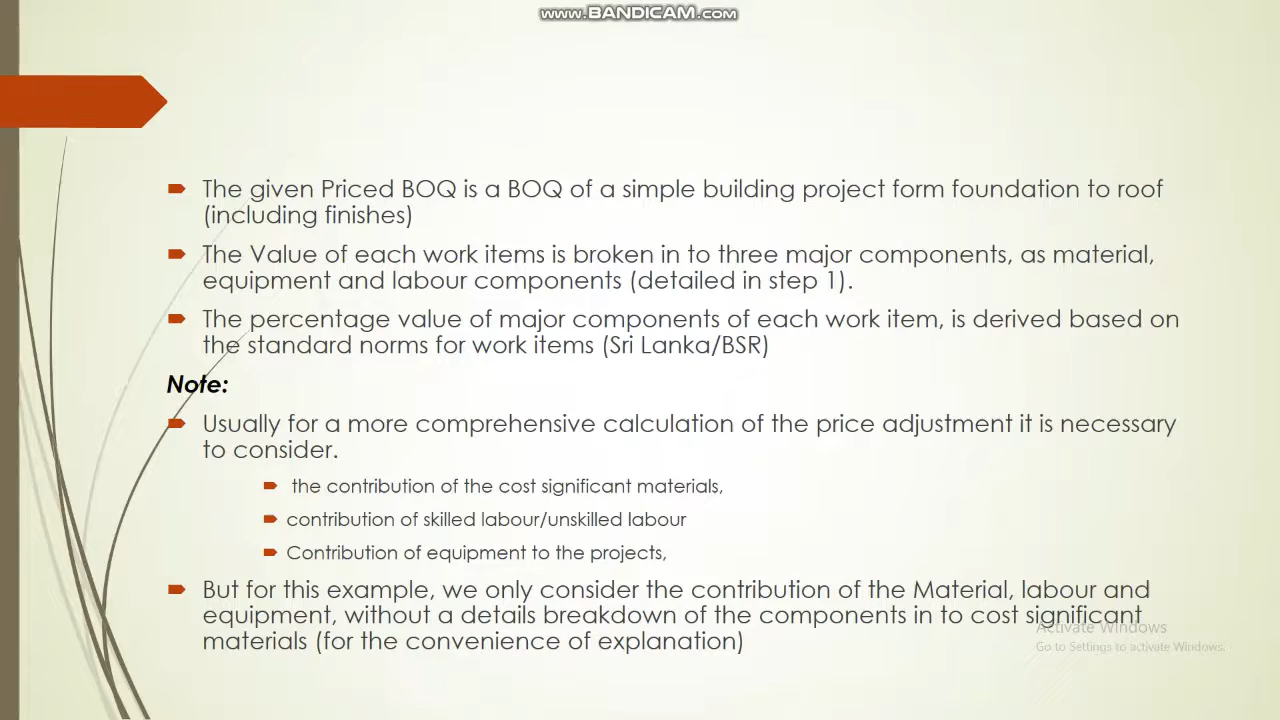 www.BANDICAM.com
The given Priced BOQ is a BOQ of a simple building project form foundation to roof
(including finishes)
The Value of each work items is broken in to three major components, as material,
equipment and labour components (detailed in step 1).
The percentage value of major components of each work item, is derived based on
the standard norms for work items (Sri Lanka/BSR)
Note:
Usually for a more comprehensive calculation of the price adjustment it is necessary
to consider.
the contribution of the cost significant materials,
contribution of skilled labour/unskilled labour
Contribution of equipment to the projects,
But for this example, we only consider the contribution of the Material, labour and
equipment, without a details breakdown of the components in to cost significant
materials (for the convenience of explanation)
Activate Windows
Go to Settings to activate Windows.